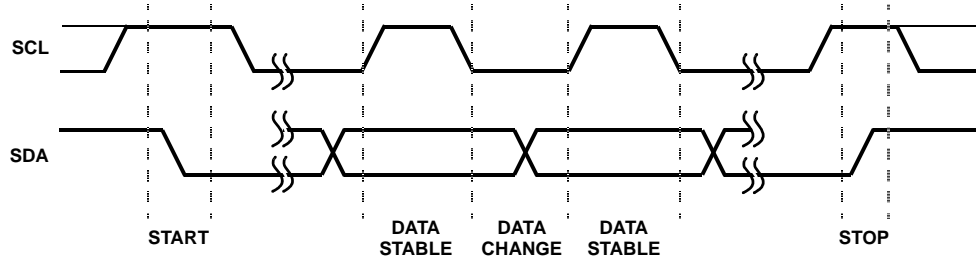 SCL
SDA
START
DATA
STABLE
DATA
CHANGE
DATA
STABLE
STOP